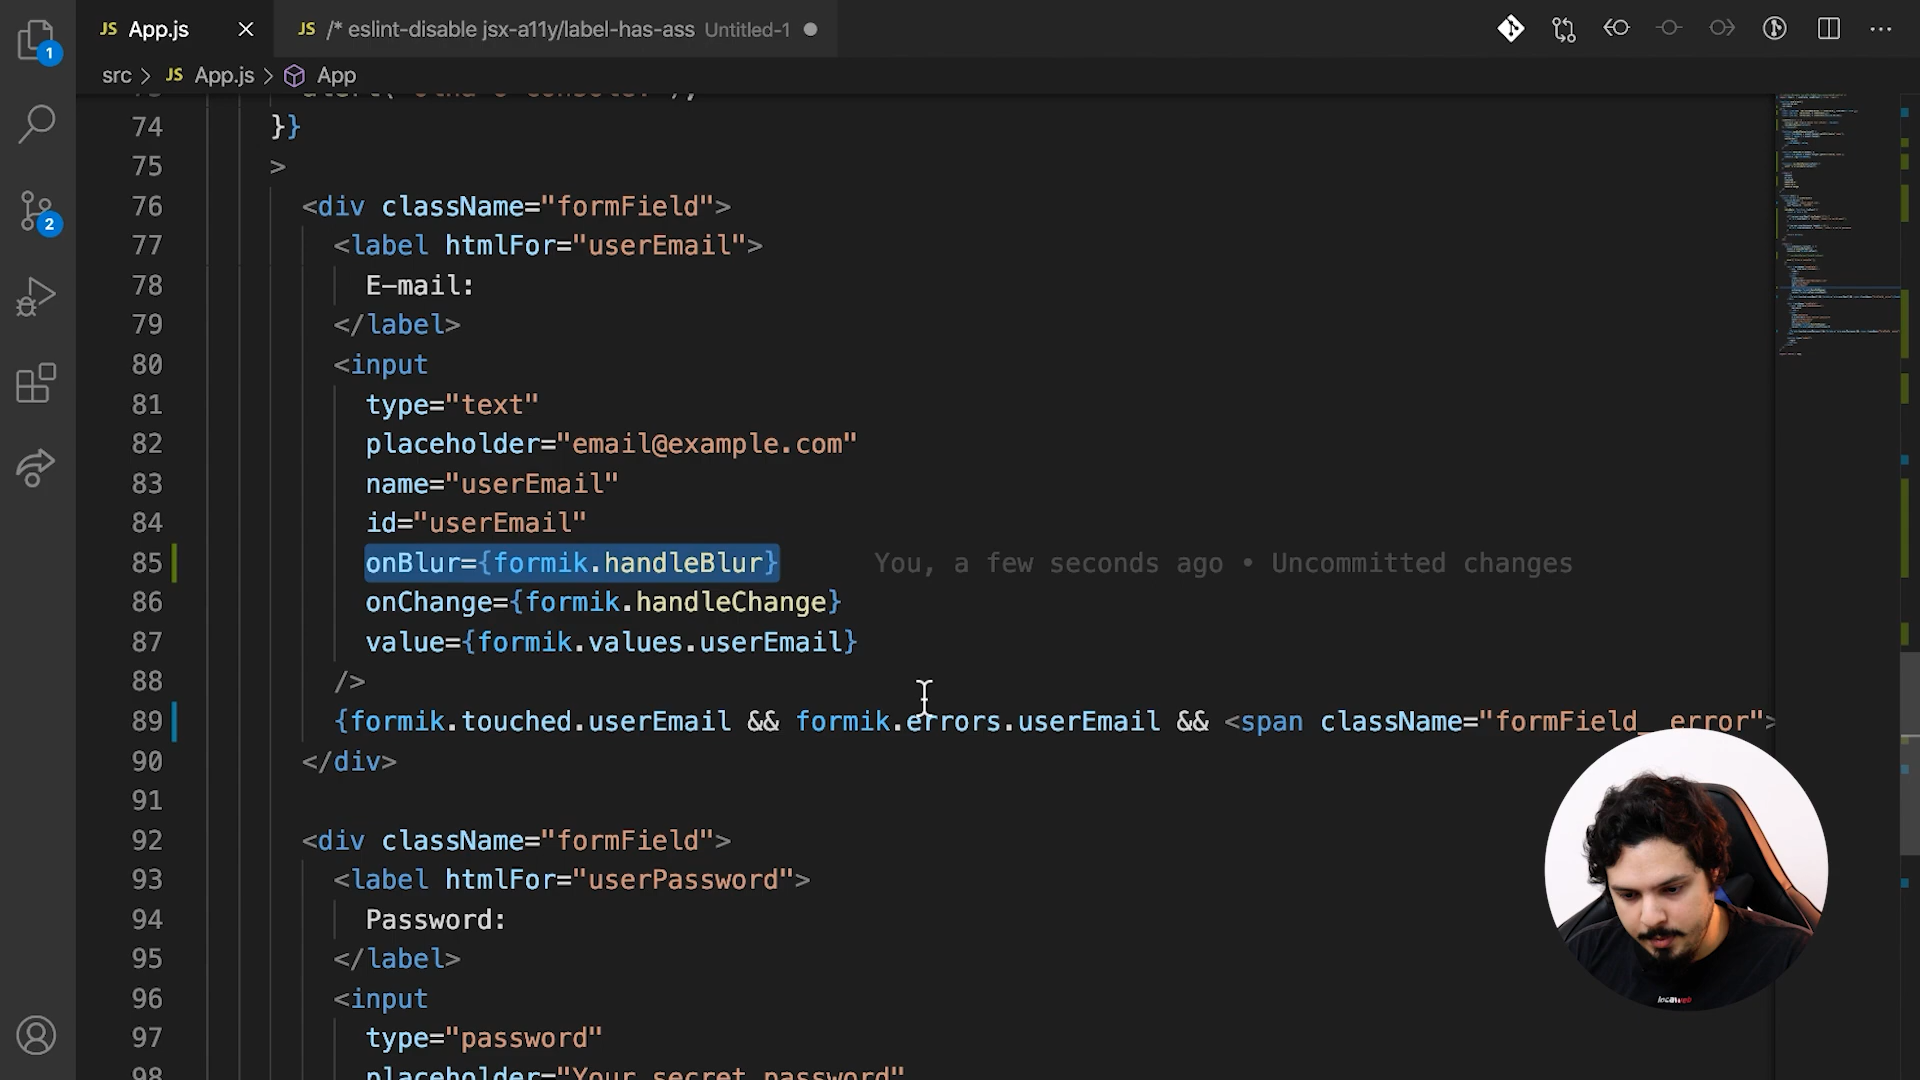 JS App.js
JS /* eslint-disable jsx-a11y/label-has-ass Untitled-1
1
src > JS App.js > App
2
74 }}
75 >
76 <div className="formField">
77 <label htmlFor="userEmail">
78 E-mail:
79 </label>
80 <input
81 type="text"
82 placeholder="email@example.com"
83 name="userEmail"
84 id="userEmail"
85 onBlur={formik.handleBlur} You, a few seconds ago • Uncommitted changes
86 onChange={formik.handleChange}
87 value={formik.values.userEmail}
88 />
89 {formik.touched.userEmail && formik.errors.userEmail && <span className="formField__error">
90 </div>
91
92 <div className="formField">
93 <label htmlFor="userPassword">
94 Password:
95 </label>
96 <input
97 type="password"
98 placeholder="Your secret password"
locaweb